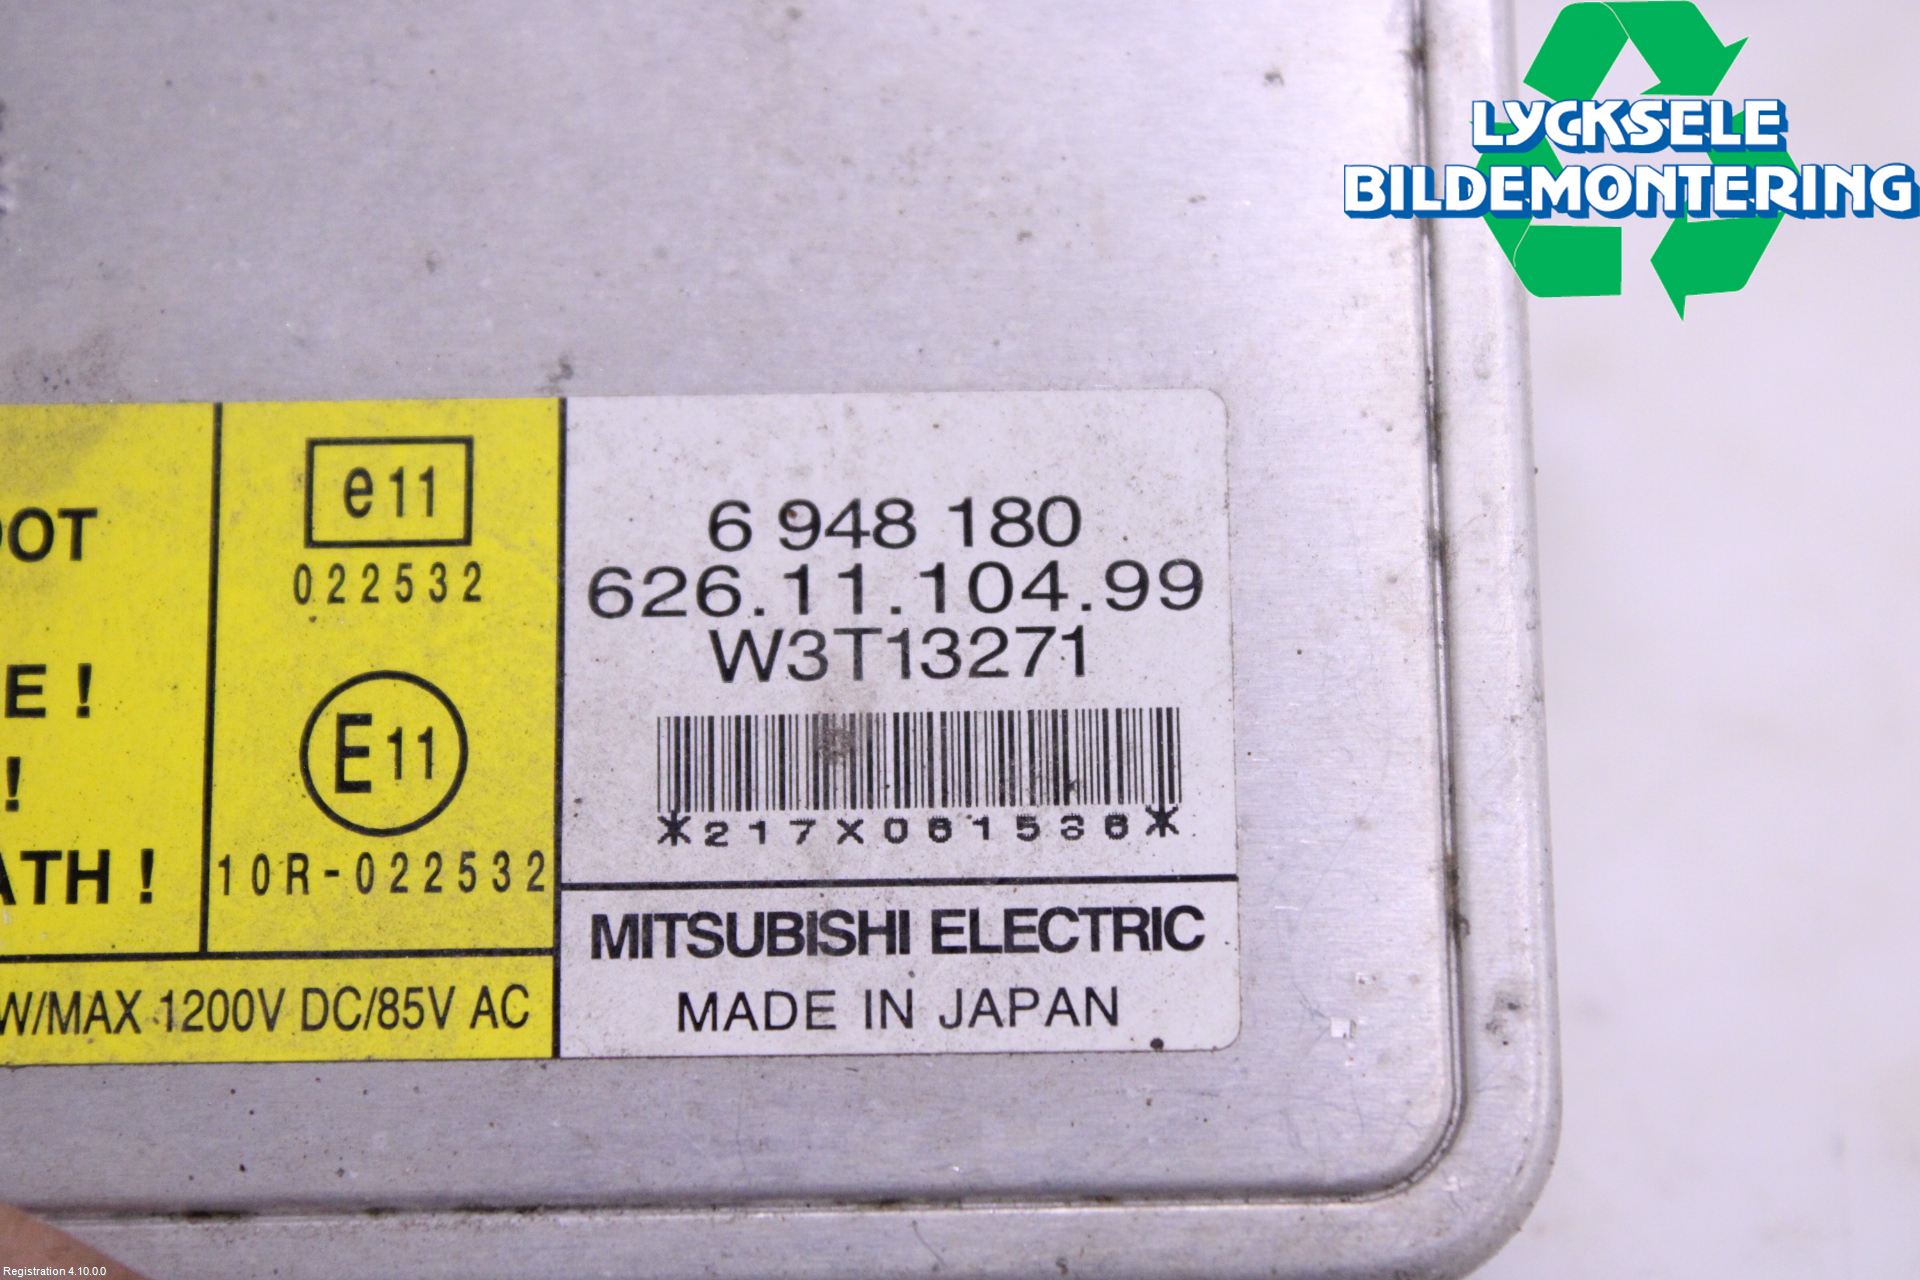 LYCKSELE
BILDEMONTERING
e11
022532
E11
10R-022532
OT
E !
!
ATH !
W/MAX 1200V DC/85V AC
6 948 180
626.11.104.99
W3T13271
*217X061536*
MITSUBISHI ELECTRIC
MADE IN JAPAN
Registration 4.10.0.0